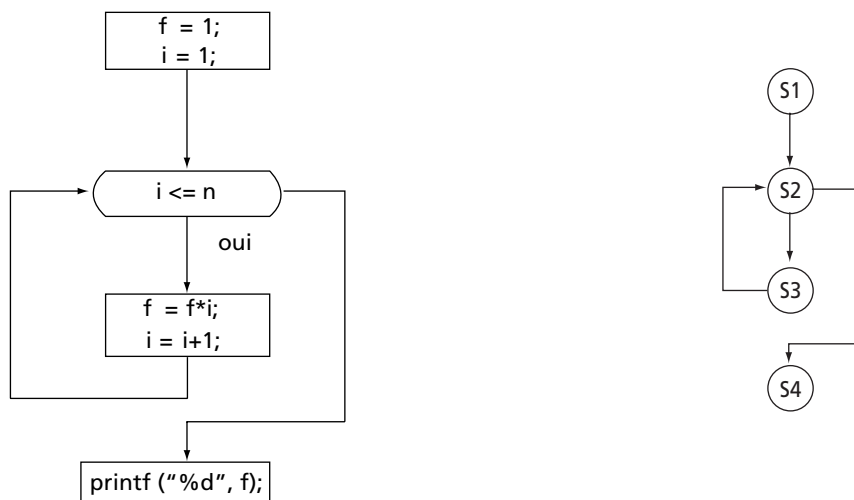 f = 1;
i = 1;
i <= n
oui
f = f*i;
i = i+1;
printf ("%d", f);
S1
S2
S3
S4